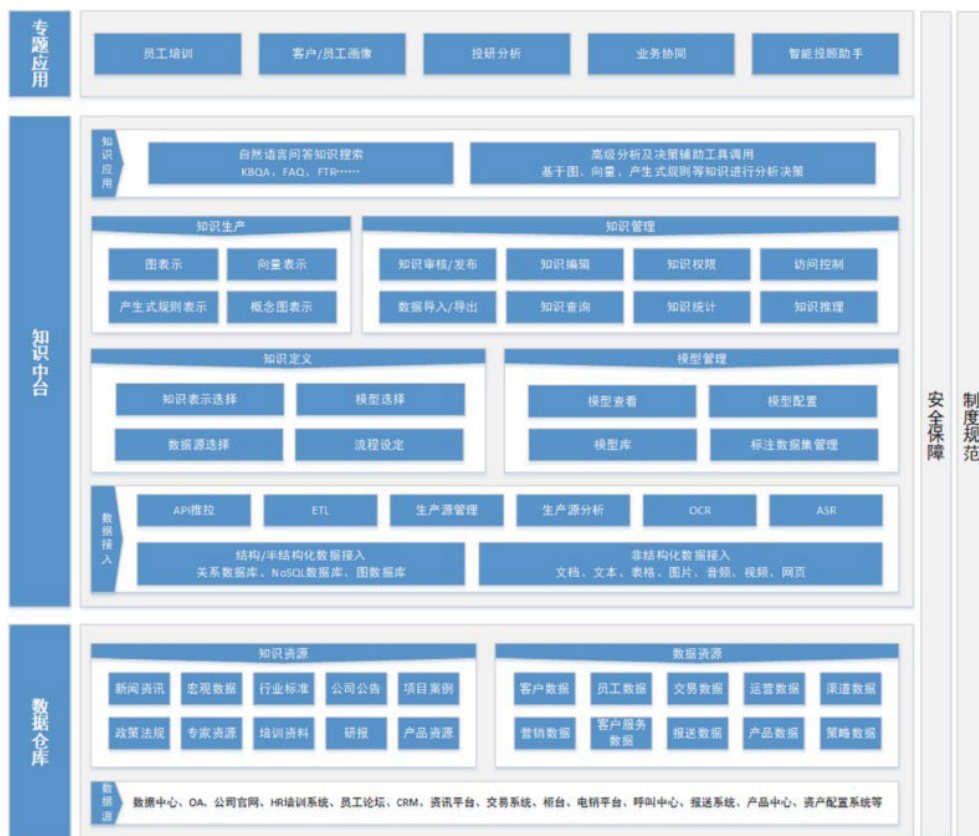 专题应用
员工培训
客户/员工画像
投研分析
业务协同
智能投顾助手
知识中台
知识应用
自然语言问答知识搜索
KBQA、FAQ、FTR……
高级分析及决策辅助工具调用
基于图、向量、产生式规则等知识进行分析决策
知识生产
图表示
向量表示
产生式规则表示
概念图表示
知识管理
知识审核/发布
知识编辑
知识权限
访问控制
数据导入/导出
知识查询
知识统计
知识推理
知识定义
知识表示选择
模型选择
数据源选择
流程设定
模型管理
模型查看
模型配置
模型库
标注数据集管理
数据接入
API推拉
ETL
生产源管理
生产源分析
OCR
ASR
结构/半结构化数据接入
关系数据库、NoSQL数据库、图数据库
非结构化数据接入
文档、文本、表格、图片、音频、视频、网页
数据仓库
知识资源
新闻资讯
宏观数据
行业标准
公司公告
项目案例
政策法规
专家资源
培训资料
研报
产品资源
数据资源
客户数据
员工数据
交易数据
运营数据
渠道数据
营销数据
客户服务
数据
报送数据
产品数据
策略数据
数据源
数据中心、OA、公司官网、HR培训系统、员工论坛、CRM、资讯平台、交易系统、柜台、电销平台、呼叫中心、报送系统、产品中心、资产配置系统等
安全保障
制度规范